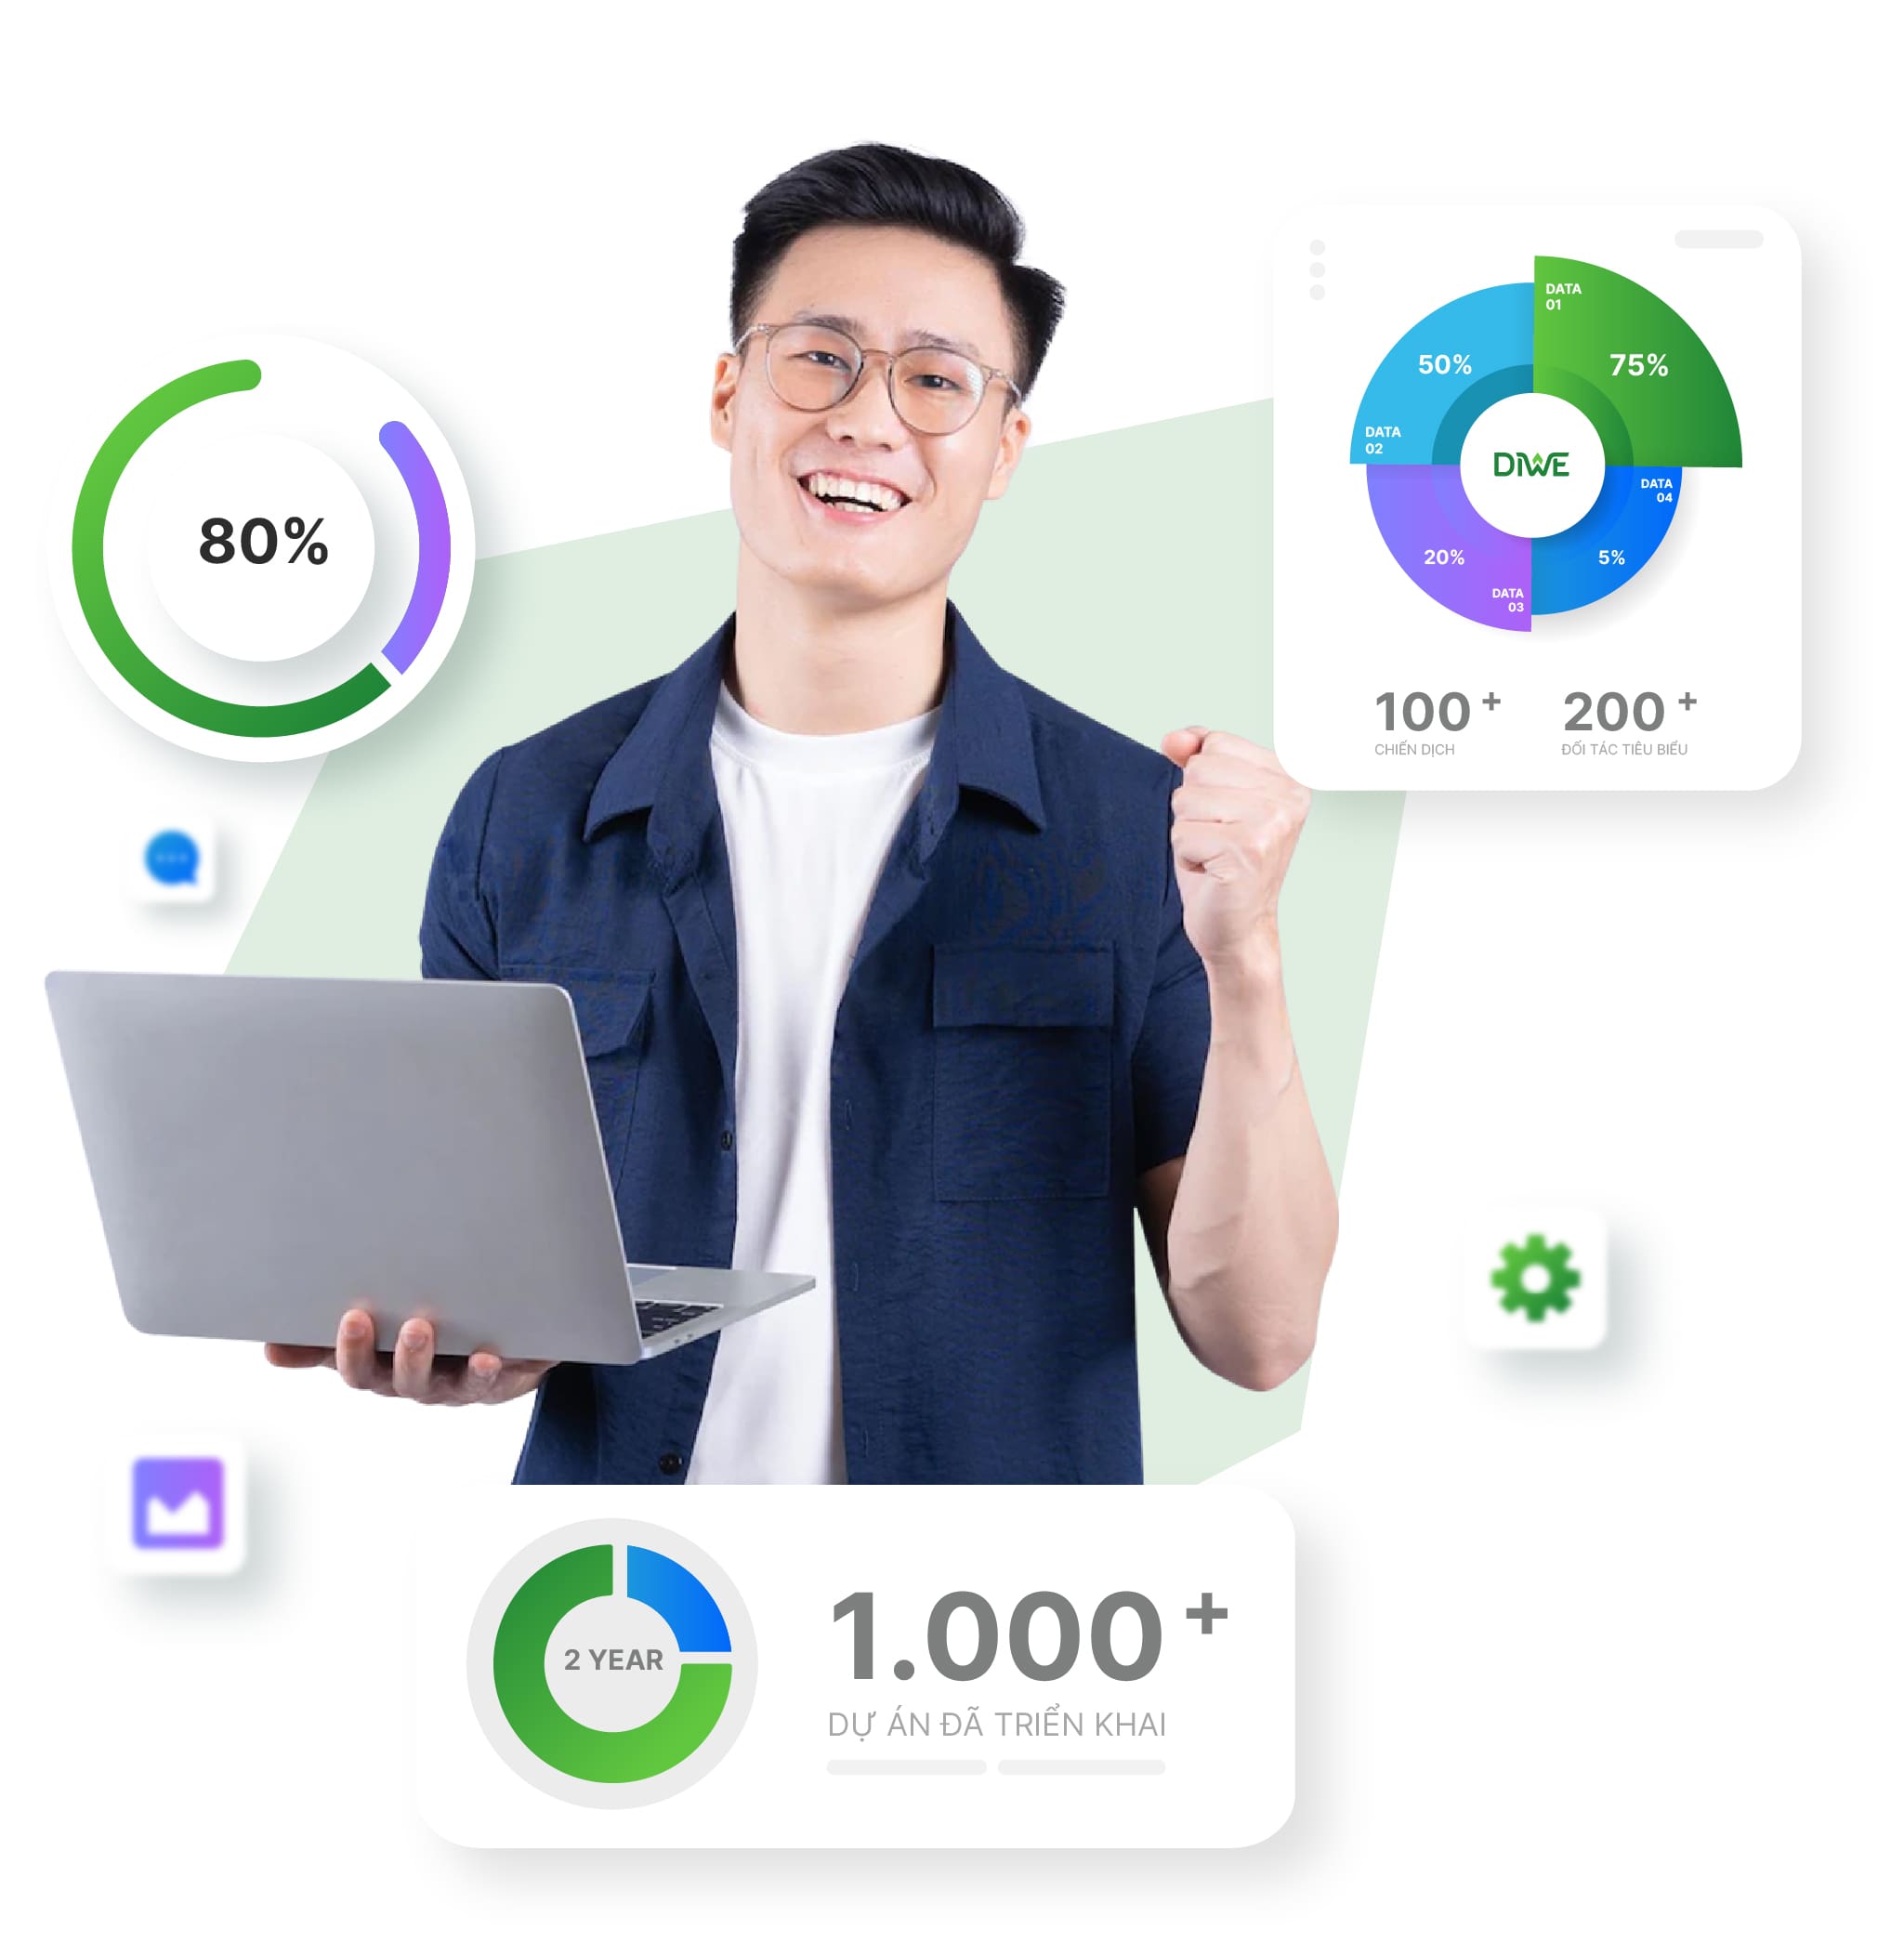 80%
DATA
01
50%
75%
DATA
02
DIWE
DATA
04
20%
5%
DATA
03
100 +
200 +
CHIẾN DỊCH
ĐỐI TÁC TIÊU BIỂU
2 YEAR
1.000 +
DỰ ÁN ĐÃ TRIỂN KHAI